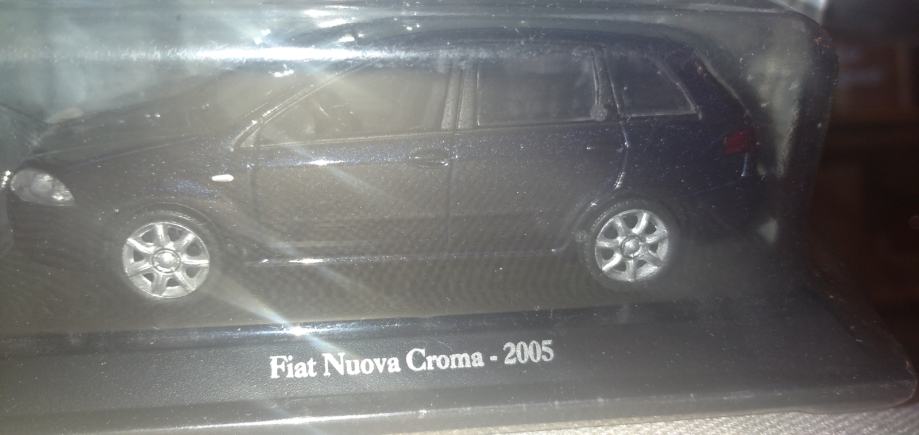 Fiat Nuova Croma - 2005